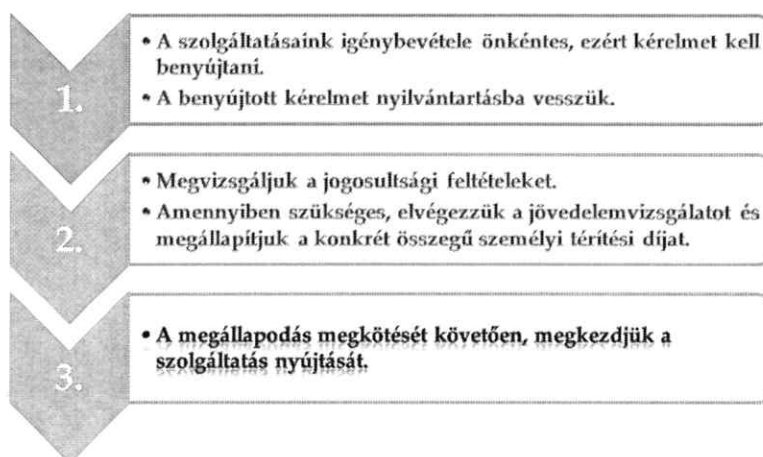 1.
• A szolgáltatásaink igénybevétele önkéntes, ezért kérelmet kell
benyújtani.
• A benyújtott kérelmet nyilvántartásba vesszük.
2.
• Megvizsgáljuk a jogosultsági feltételeket.
• Amennyiben szükséges, elvégezzük a jövedelemvizsgálatot és
megállapítjuk a konkrét összegű személyi térítési díjat.
3.
• A megállapodás megkötését követően, megkezdjük a
szolgáltatás nyújtását.